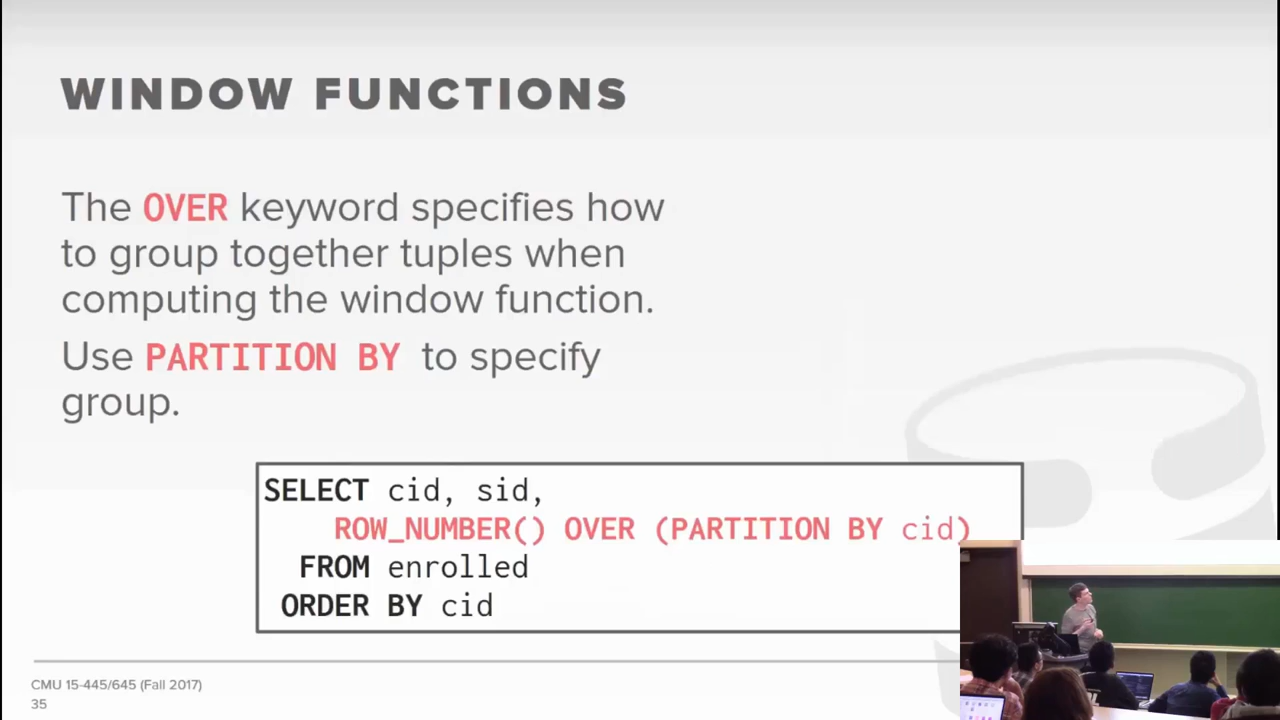 WINDOW FUNCTIONS
The OVER keyword specifies how
to group together tuples when
computing the window function.
Use PARTITION BY to specify
group.
SELECT cid, sid,
ROW_NUMBER() OVER (PARTITION BY cid)
FROM enrolled
ORDER BY cid
CMU 15-445/645 (Fall 2017)
35